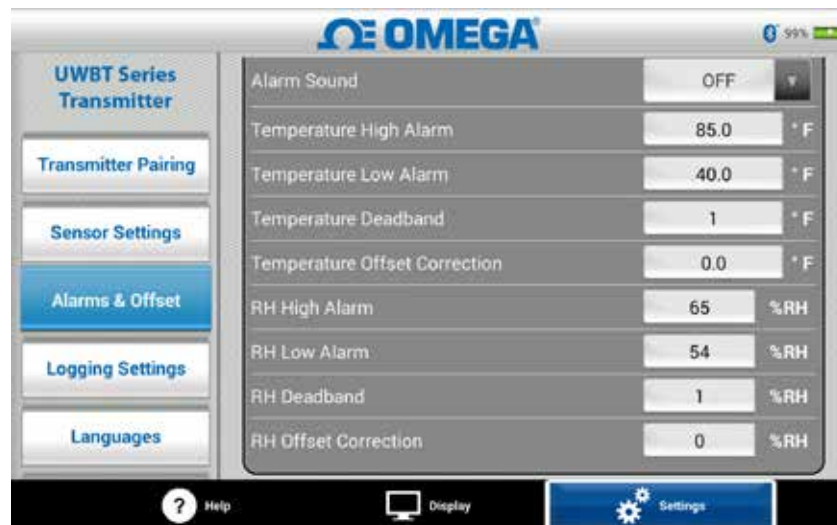 OMEGA
99%
UWBT Series
Transmitter
Transmitter Pairing
Sensor Settings
Alarms & Offset
Logging Settings
Languages
Alarm Sound OFF
Temperature High Alarm 85.0 °F
Temperature Low Alarm 40.0 °F
Temperature Deadband 1 °F
Temperature Offset Correction 0.0 °F
RH High Alarm 65 %RH
RH Low Alarm 54 %RH
RH Deadband 1 %RH
RH Offset Correction 0 %RH
? Help Display Settings